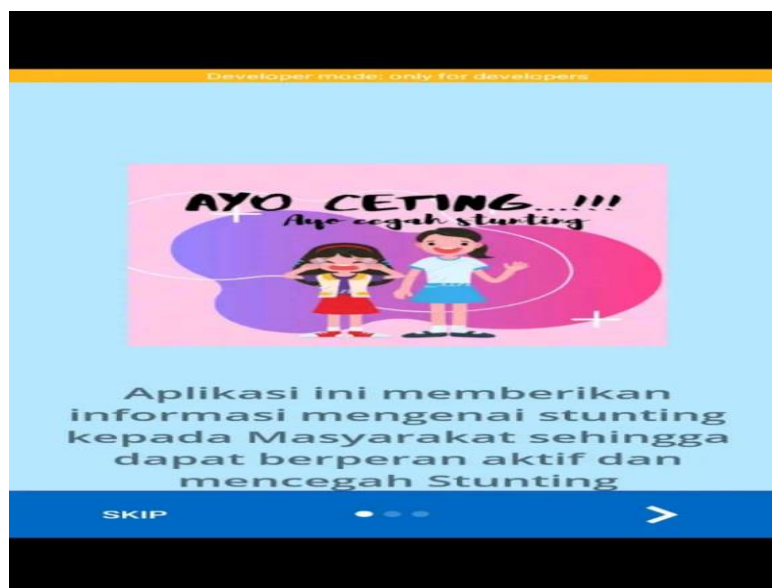 Developer mode: only for developers
AYO CETING...!!!
Ayo cegah stunting
Aplikasi ini memberikan
informasi mengenai stunting
kepada Masyarakat sehingga
dapat berperan aktif dan
mencegah Stunting
SKIP